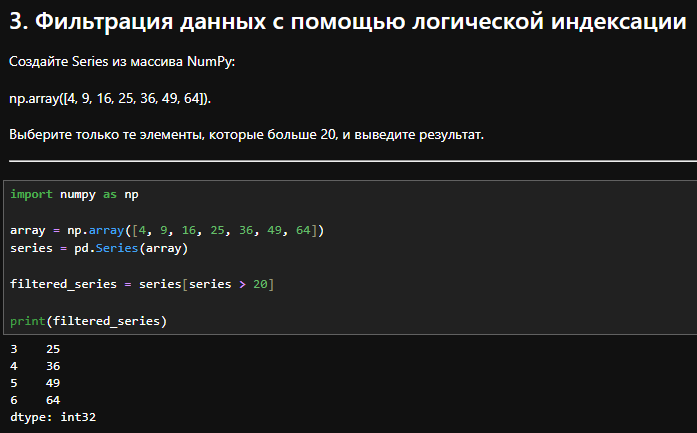 3. Фильтрация данных с помощью логической индексации
Создайте Series из массива NumPy:
np.array([4, 9, 16, 25, 36, 49, 64]).
Выберите только те элементы, которые больше 20, и выведите результат.
import numpy as np
array = np.array([4, 9, 16, 25, 36, 49, 64])
series = pd.Series(array)
filtered_series = series[series > 20]
print(filtered_series)
3    25
4    36
5    49
6    64
dtype: int32